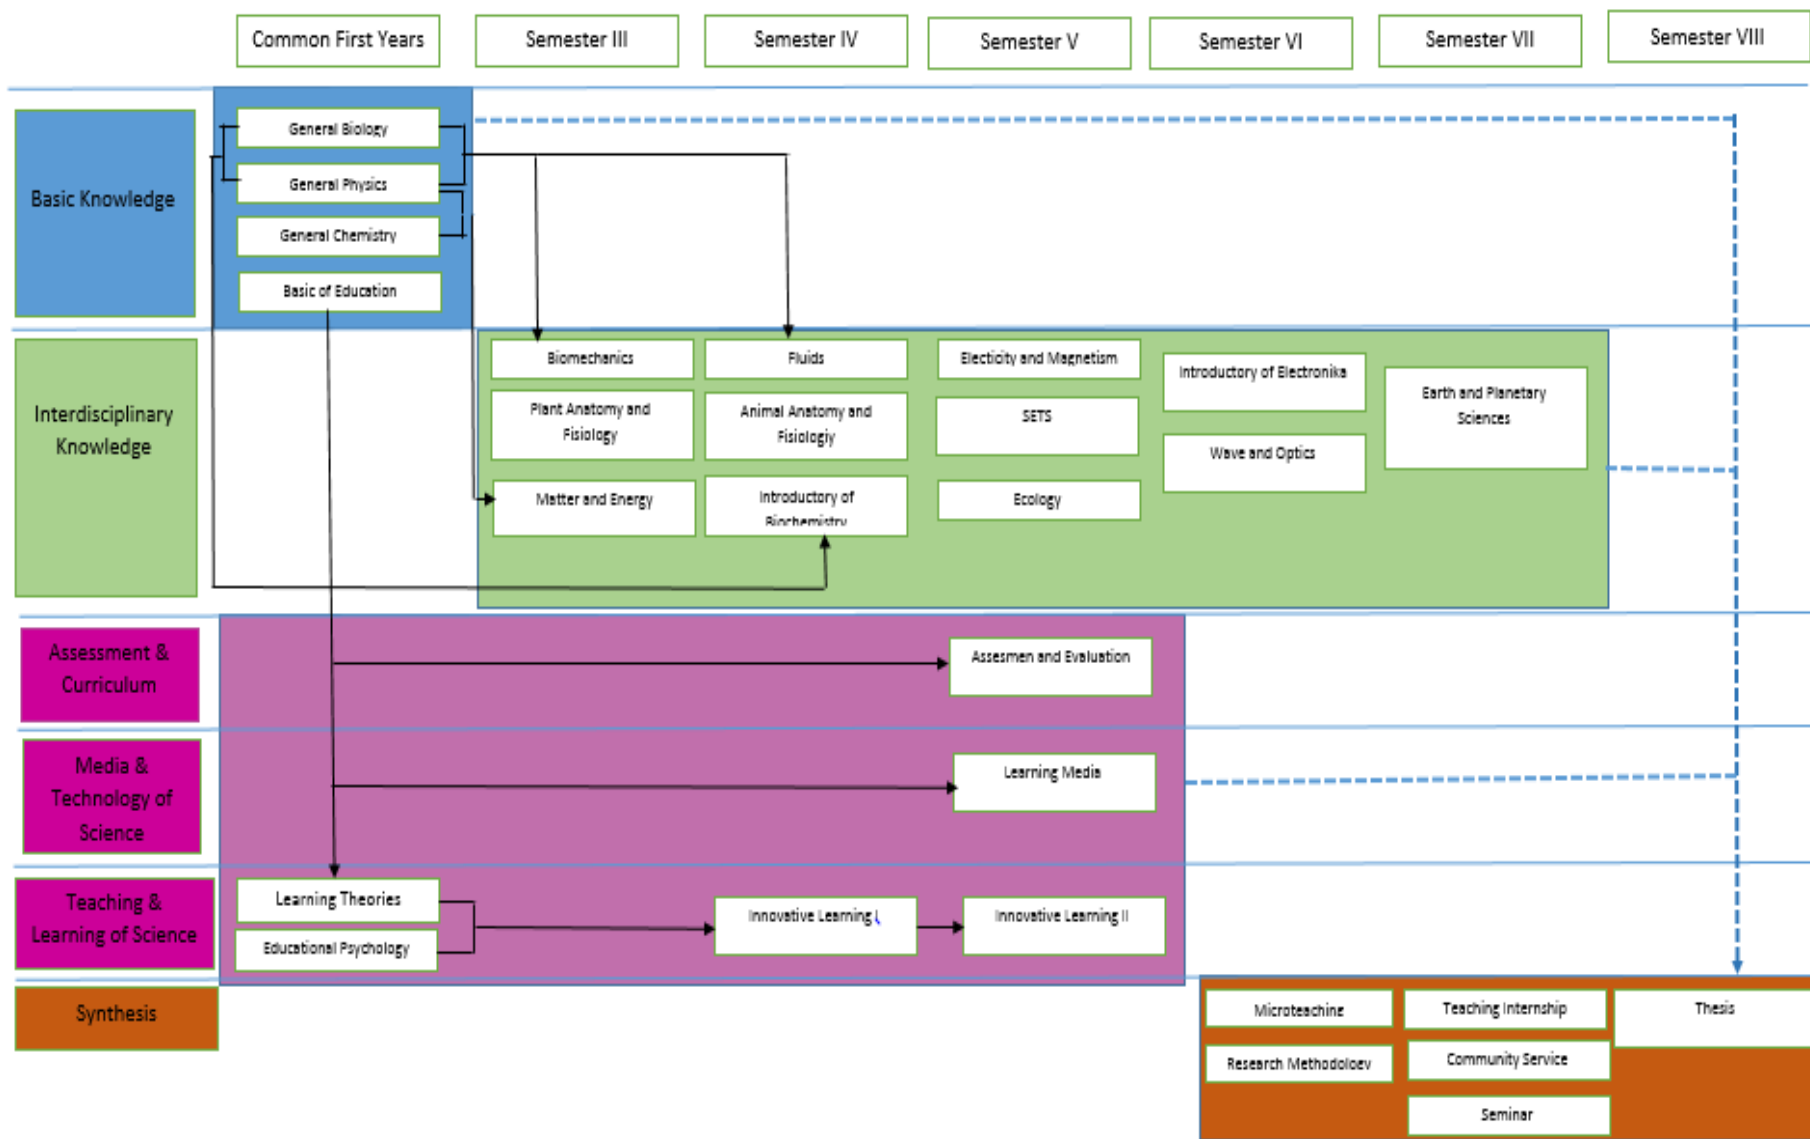 Common First Years
Semester III
Semester IV
Semester V
Semester VI
Semester VII
Semester VIII
Basic Knowledge
General Biology
General Physics
General Chemistry
Basic of Education
Interdisciplinary
Knowledge
Biomechanics
Fluids
Electicity and Magnetism
Introductory of Electronika
Earth and Planetary
Sciences
Plant Anatomy and
Fisiology
Animal Anatomy and
Fisiologiy
SETS
Wave and Optics
Matter and Energy
Introductory of
Biochemistry
Ecology
Assessment &
Curriculum
Assesmen and Evaluation
Media &
Technology of
Science
Learning Media
Teaching &
Learning of Science
Learning Theories
Educational Psychology
Innovative Learning I,
Innovative Learning II
Synthesis
Microteaching
Teaching Internship
Thesis
Research Methodology
Community Service
Seminar